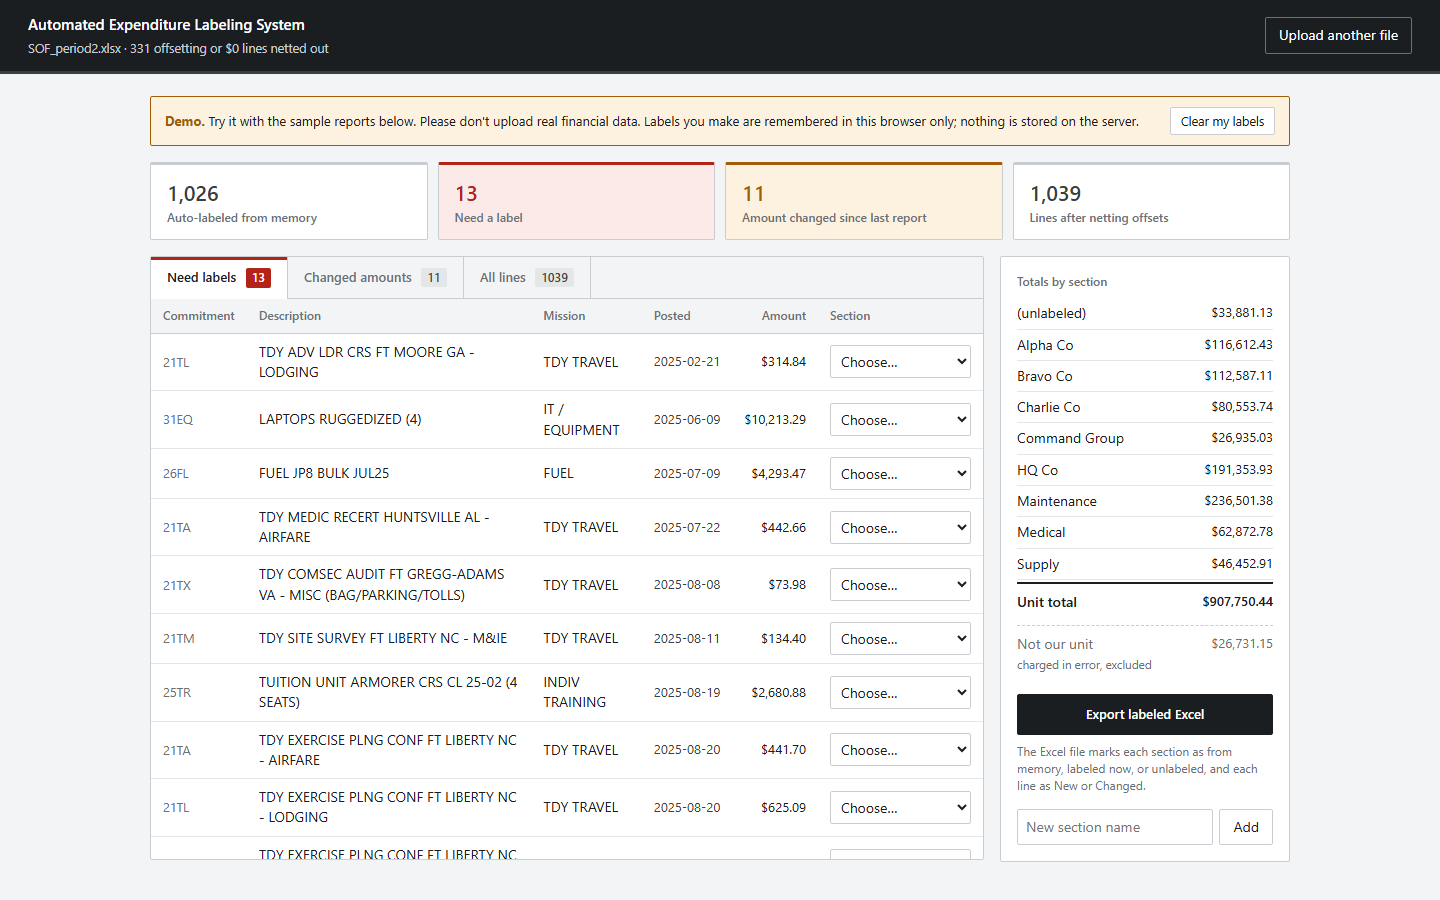 Automated Expenditure Labeling System
SOF_period2.xlsx · 331 offsetting or $0 lines netted out
Upload another file
Demo. Try it with the sample reports below. Please don't upload real financial data. Labels you make are remembered in this browser only; nothing is stored on the server.
Clear my labels
1,026
Auto-labeled from memory
13
Need a label
11
Amount changed since last report
1,039
Lines after netting offsets
Need labels 13
Changed amounts 11
All lines 1039
Commitment Description Mission Posted Amount Section
21TL TDY ADV LDR CRS FT MOORE GA - TDY TRAVEL 2025-02-21 $314.84 Choose...
LODGING
31EQ LAPTOPS RUGGEDIZED (4) IT / 2025-06-09 $10,213.29 Choose...
EQUIPMENT
26FL FUEL JP8 BULK JUL25 FUEL 2025-07-09 $4,293.47 Choose...
21TA TDY MEDIC RECERT HUNTSVILLE AL - TDY TRAVEL 2025-07-22 $442.66 Choose...
AIRFARE
21TX TDY COMSEC AUDIT FT GREGG-ADAMS TDY TRAVEL 2025-08-08 $73.98 Choose...
VA - MISC (BAG/PARKING/TOLLS)
21TM TDY SITE SURVEY FT LIBERTY NC - M&IE TDY TRAVEL 2025-08-11 $134.40 Choose...
25TR TUITION UNIT ARMORER CRS CL 25-02 (4 INDIV 2025-08-19 $2,680.88 Choose...
SEATS) TRAINING
21TA TDY EXERCISE PLNG CONF FT LIBERTY NC TDY TRAVEL 2025-08-20 $441.70 Choose...
- AIRFARE
21TL TDY EXERCISE PLNG CONF FT LIBERTY NC TDY TRAVEL 2025-08-20 $625.09 Choose...
- LODGING
TDY EXERCISE PLNG CONF FT LIBERTY NC
Totals by section
(unlabeled) $33,881.13
Alpha Co $116,612.43
Bravo Co $112,587.11
Charlie Co $80,553.74
Command Group $26,935.03
HQ Co $191,353.93
Maintenance $236,501.38
Medical $62,872.78
Supply $46,452.91
Unit total $907,750.44
Not our unit $26,731.15
charged in error, excluded
Export labeled Excel
The Excel file marks each section as from
memory, labeled now, or unlabeled, and each
line as New or Changed.
New section name Add